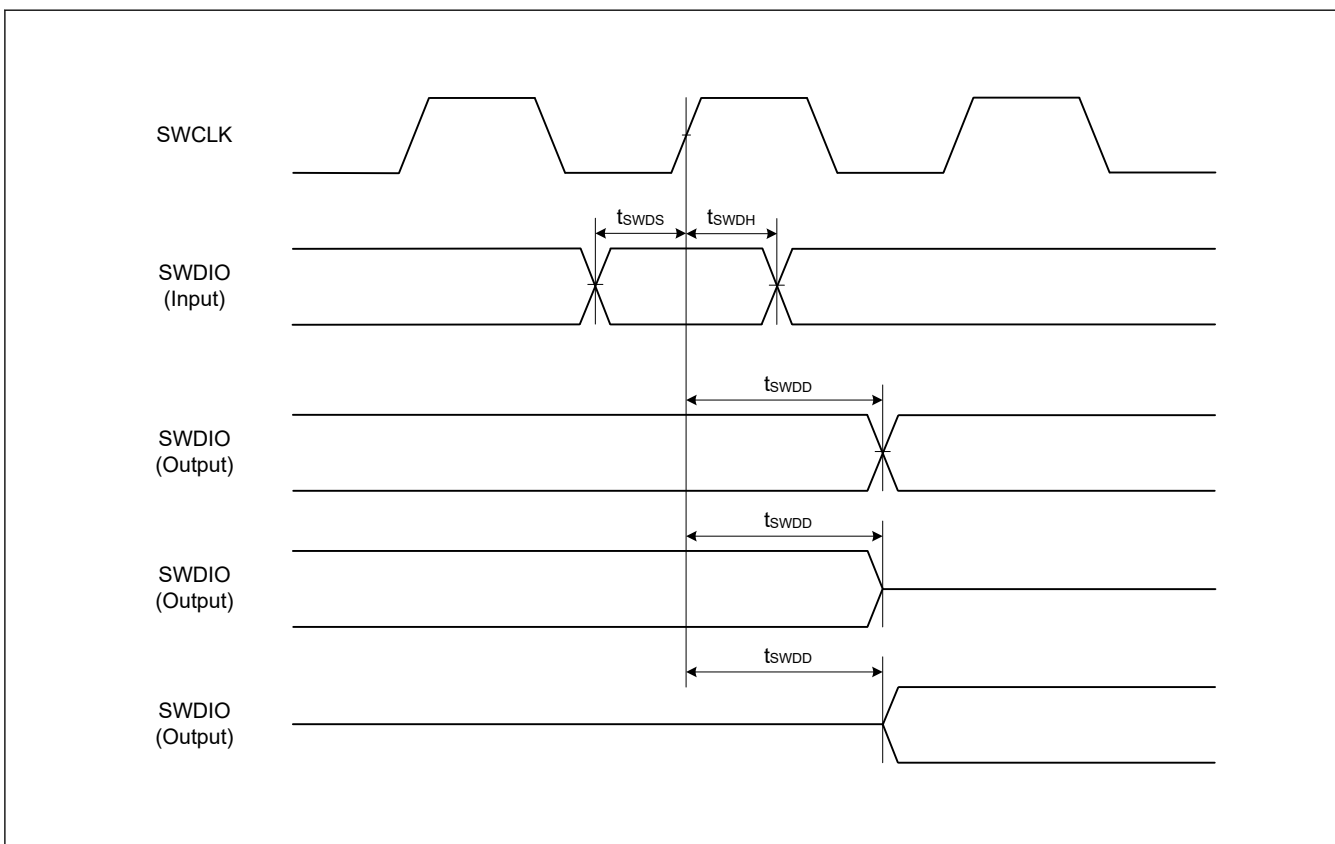 SWCLK
tSWDS
tSWDH
SWDIO
(Input)
tSWDD
SWDIO
(Output)
tSWDD
SWDIO
(Output)
tSWDD
SWDIO
(Output)